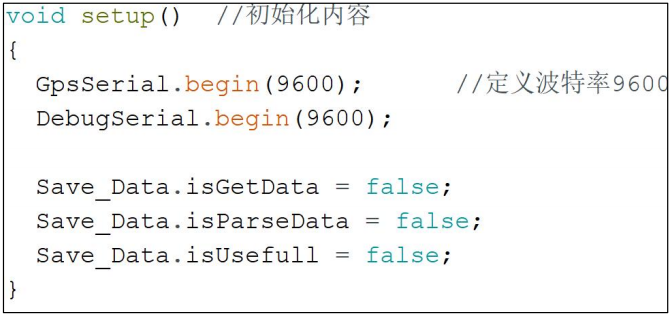 void setup()  //初始化内容
{
  GpsSerial.begin(9600);      //定义波特率9600
  DebugSerial.begin(9600);

  Save_Data.isGetData = false;
  Save_Data.isParseData = false;
  Save_Data.isUsefull = false;
}